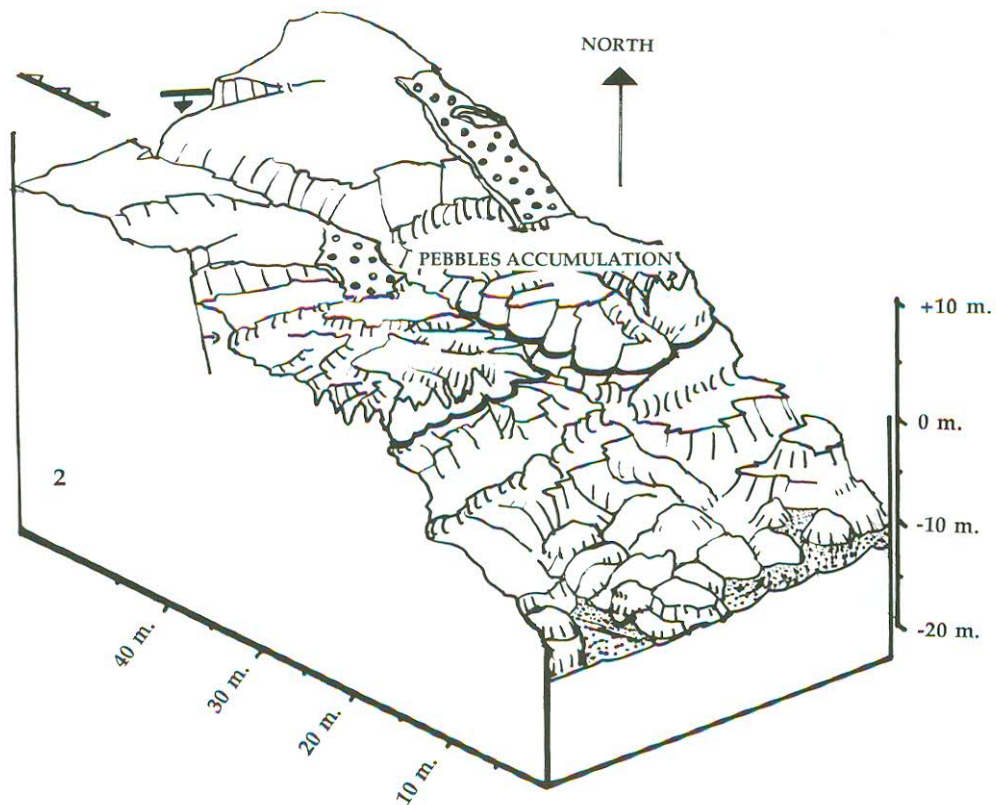 NORTH
PEBBLES ACCUMULATION
+10 m.
0 m.
-10 m.
-20 m.
2
40 m.
30 m.
20 m.
10 m.